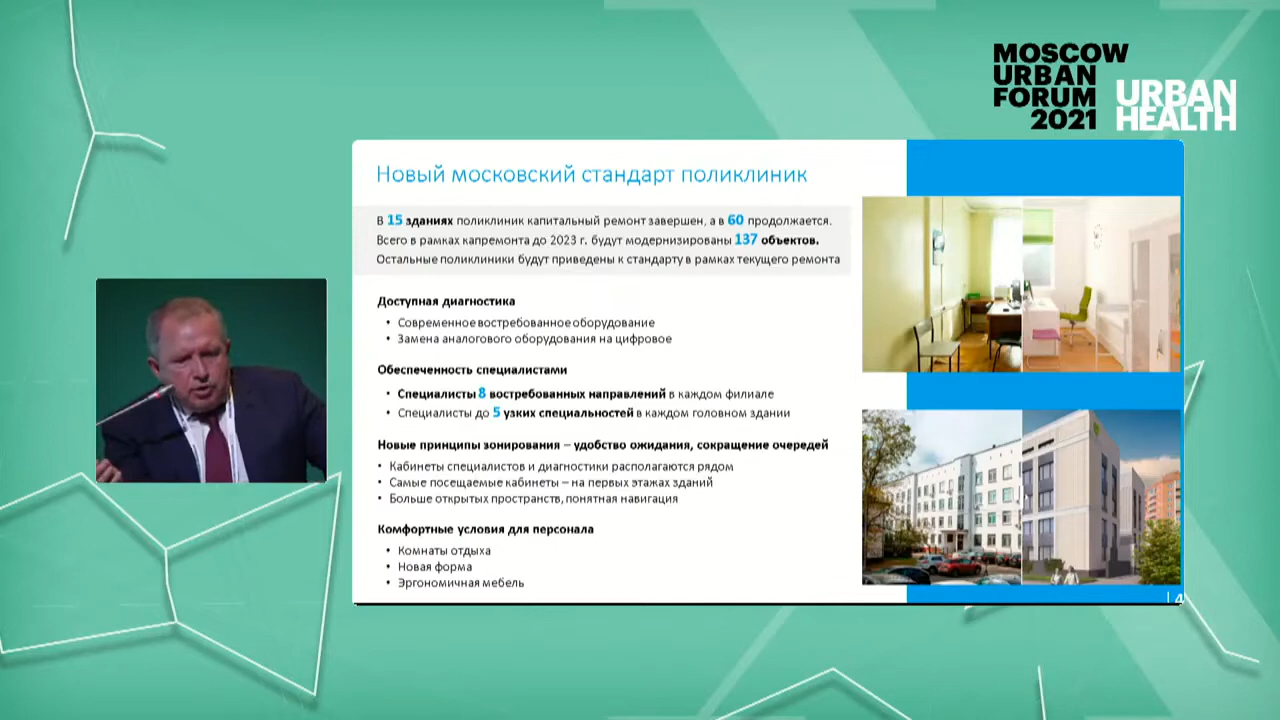 MOSCOW
URBAN
FORUM
2021
URBAN
HEALTH
Новый московский стандарт поликлиник
В 15 зданиях поликлиник капитальный ремонт завершен, а в 60 продолжается.
Всего в рамках капремонта до 2023 г. будут модернизированы 137 объектов.
Остальные поликлиники будут приведены к стандарту в рамках текущего ремонта
Доступная диагностика
• Современное востребованное оборудование
• Замена аналогового оборудования на цифровое
Обеспеченность специалистами
• Специалисты 8 востребованных направлений в каждом филиале
• Специалисты до 5 узких специальностей в каждом головном здании
Новые принципы зонирования – удобство ожидания, сокращение очередей
• Кабинеты специалистов и диагностики располагаются рядом
• Самые посещаемые кабинеты – на первых этажах зданий
• Больше открытых пространств, понятная навигация
Комфортные условия для персонала
• Комнаты отдыха
• Новая форма
• Эргономичная мебель
| 4